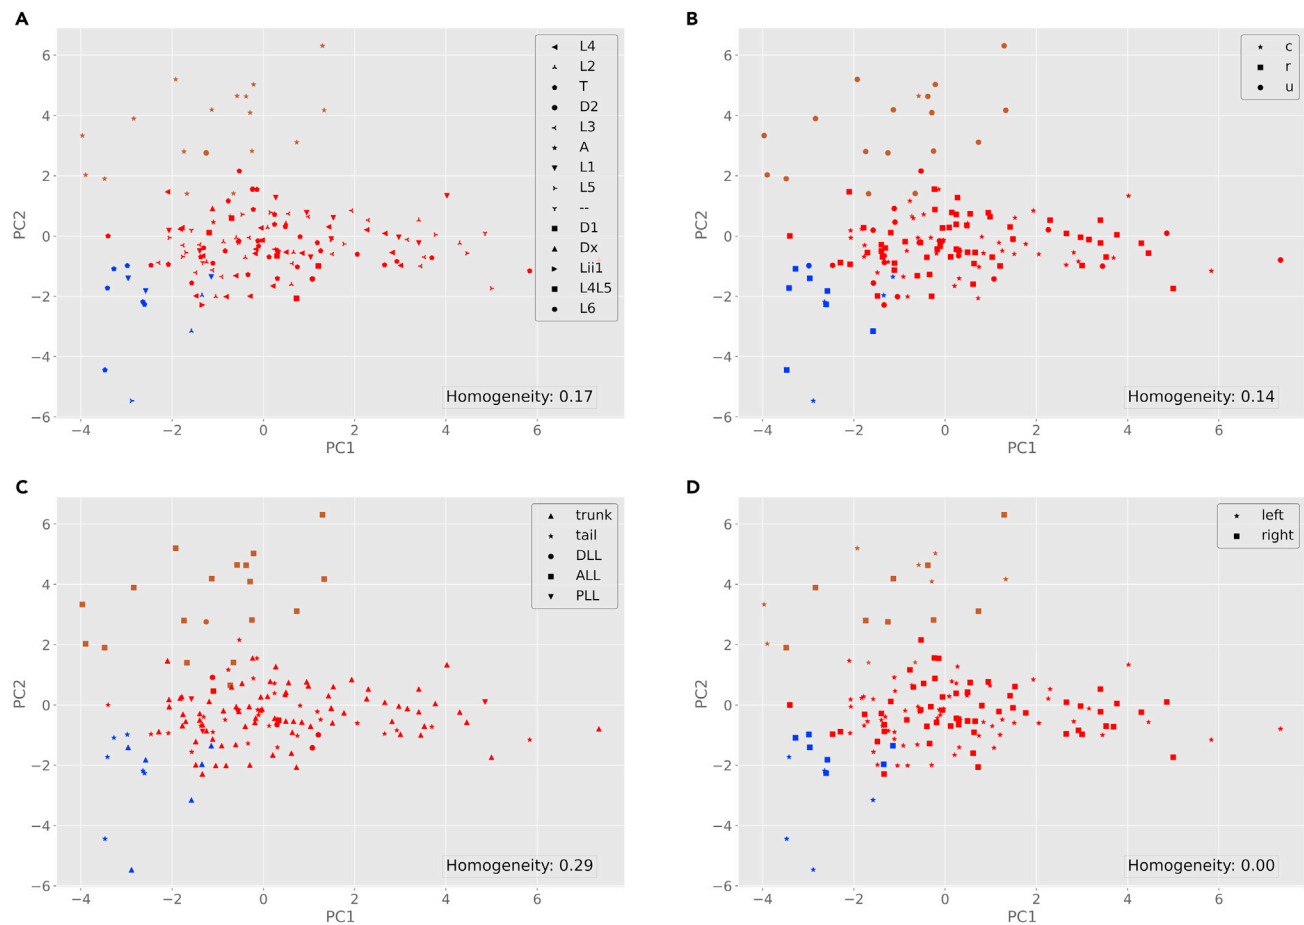 A
PC2
6
4
2
0
−2
−4
−6
−4
−2
0
2
4
6
PC1
L4
L2
T
D2
L3
A
L1
L5
--
D1
Dx
Lii1
L4L5
L6
Homogeneity: 0.17
B
PC2
6
4
2
0
−2
−4
−6
−4
−2
0
2
4
6
PC1
c
r
u
Homogeneity: 0.14
C
PC2
6
4
2
0
−2
−4
−6
−4
−2
0
2
4
6
PC1
trunk
tail
DLL
ALL
PLL
Homogeneity: 0.29
D
PC2
6
4
2
0
−2
−4
−6
−4
−2
0
2
4
6
PC1
left
right
Homogeneity: 0.00